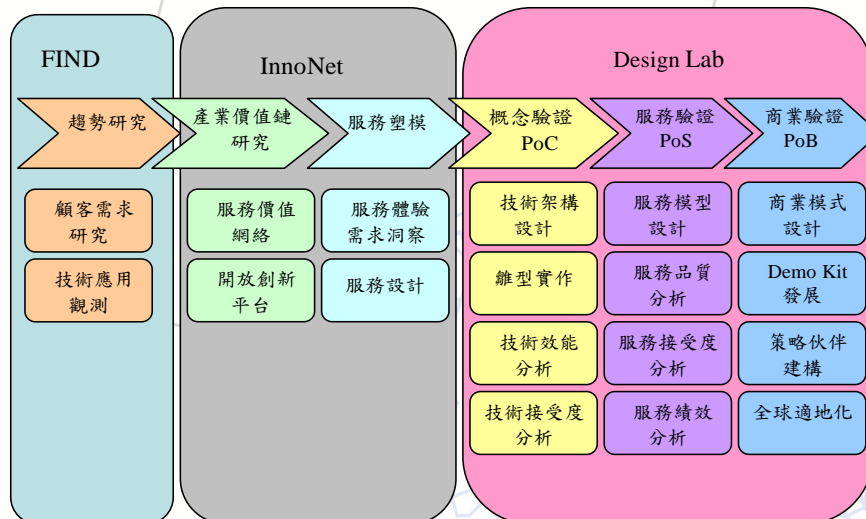 FIND
InnoNet
Design Lab
趨勢研究
產業價值鏈
研究
服務塑模
概念驗證
PoC
服務驗證
PoS
商業驗證
PoB
顧客需求
研究
技術應用
觀測
服務價值
網絡
開放創新
平台
服務體驗
需求洞察
服務設計
技術架構
設計
雛型實作
技術效能
分析
技術接受度
分析
服務模型
設計
服務品質
分析
服務接受度
分析
服務績效
分析
商業模式
設計
Demo Kit
發展
策略伙伴
建構
全球適地化